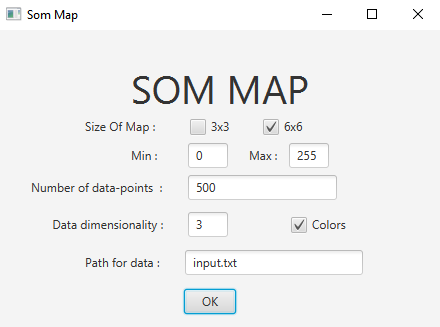 Som Map
SOM MAP
Size Of Map : 3x3 6x6
Min : 0 Max : 255
Number of data-points : 500
Data dimensionality : 3 Colors
Path for data : input.txt
OK